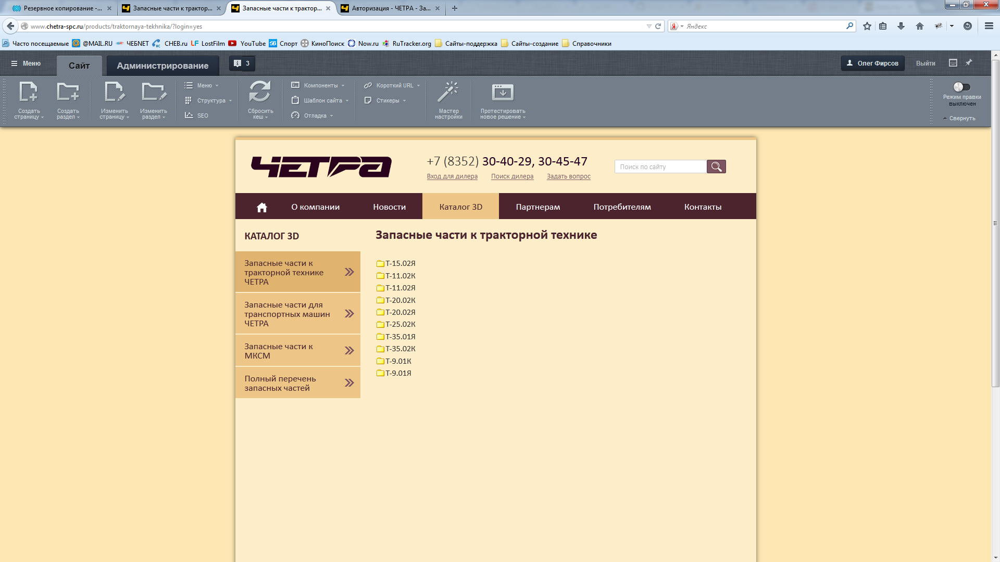 Резервное копирование -...
Запасные части к трактор...
Запасные части к трактор...
Авторизация - ЧЕТРА - За...
www.chetra-spc.ru/products/traktornaya-tekhnika/?login=yes
Яндекс
Часто посещаемые @MAIL.RU ЧЕБNET CHEB.ru LostFilm YouTube Спорт КиноПоиск Now.ru RuTracker.org Сайты-поддержка Сайты-создание Справочники
Меню
Сайт
Администрирование
3
Олег Фирсов
Выйти
Создать
страницу
Создать
раздел
Изменить
страницу
Изменить
раздел
Меню
Структура
SEO
Сбросить
кеш
Компоненты
Шаблон сайта
Отладка
Короткий URL
Стикеры
Мастер
настройки
Протестировать
новое решение
Режим правки
выключен
Свернуть
ЧЕТРА
+7 (8352) 30-40-29, 30-45-47
Вход для дилера
Поиск дилера
Задать вопрос
Поиск по сайту
О компании
Новости
Каталог 3D
Партнерам
Потребителям
Контакты
КАТАЛОГ 3D
Запасные части к
тракторной технике
ЧЕТРА
Запасные части для
транспортных машин
ЧЕТРА
Запасные части к
МКСМ
Полный перечень
запасных частей
Запасные части к тракторной технике
Т-15.02Я
Т-11.02К
Т-11.02Я
Т-20.02К
Т-20.02Я
Т-25.02К
Т-35.01Я
Т-35.02К
Т-9.01К
Т-9.01Я